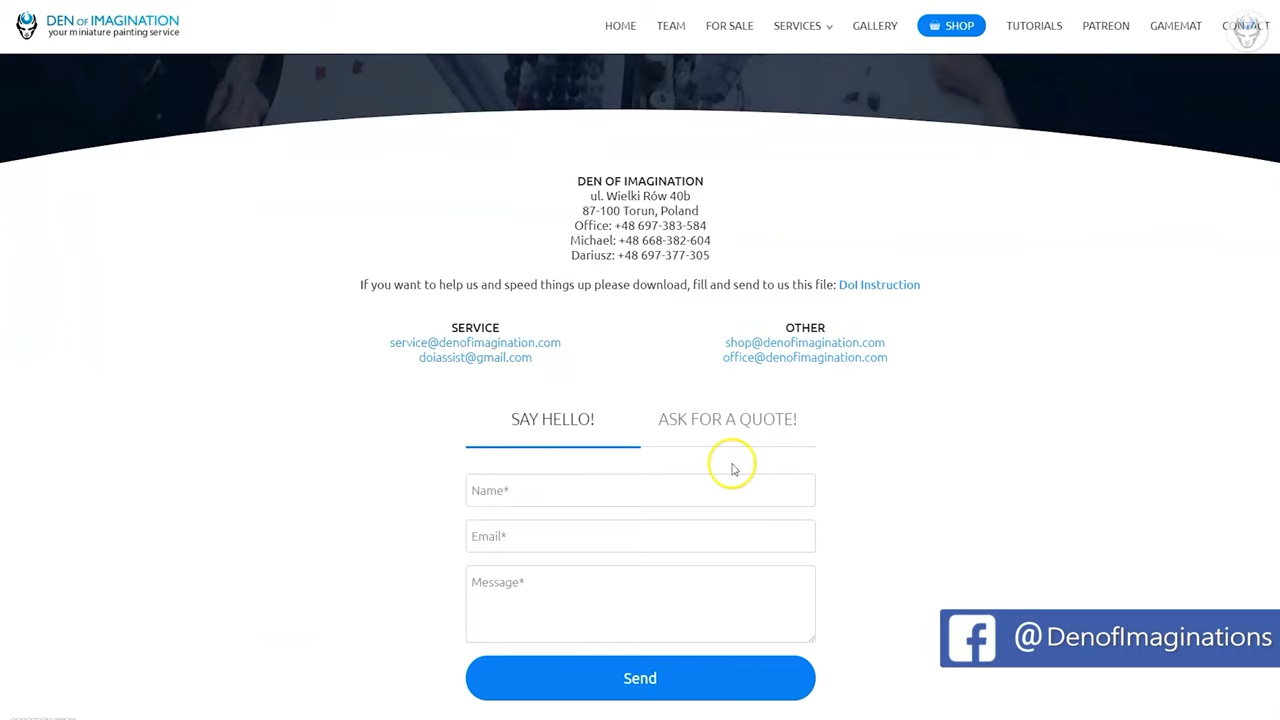 DEN OF IMAGINATION
your miniature painting service
HOME TEAM FOR SALE SERVICES GALLERY SHOP TUTORIALS PATREON GAMEMAT CONTACT
DEN OF IMAGINATION
ul. Wielki Rów 40b
87-100 Torun, Poland
Office: +48 697-383-584
Michael: +48 668-382-604
Dariusz: +48 697-377-305
If you want to help us and speed things up please download, fill and send to us this file: DoI Instruction
SERVICE
service@denofimagination.com
doiassist@gmail.com
OTHER
shop@denofimagination.com
office@denofimagination.com
SAY HELLO! ASK FOR A QUOTE!
Name*
Email*
Message*
Send
@DenofImaginations